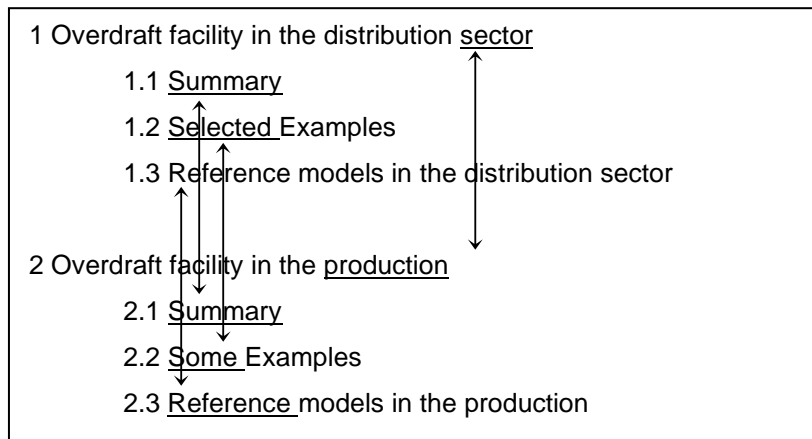 1 Overdraft facility in the distribution sector
1.1 Summary
1.2 Selected Examples
1.3 Reference models in the distribution sector
2 Overdraft facility in the production
2.1 Summary
2.2 Some Examples
2.3 Reference models in the production